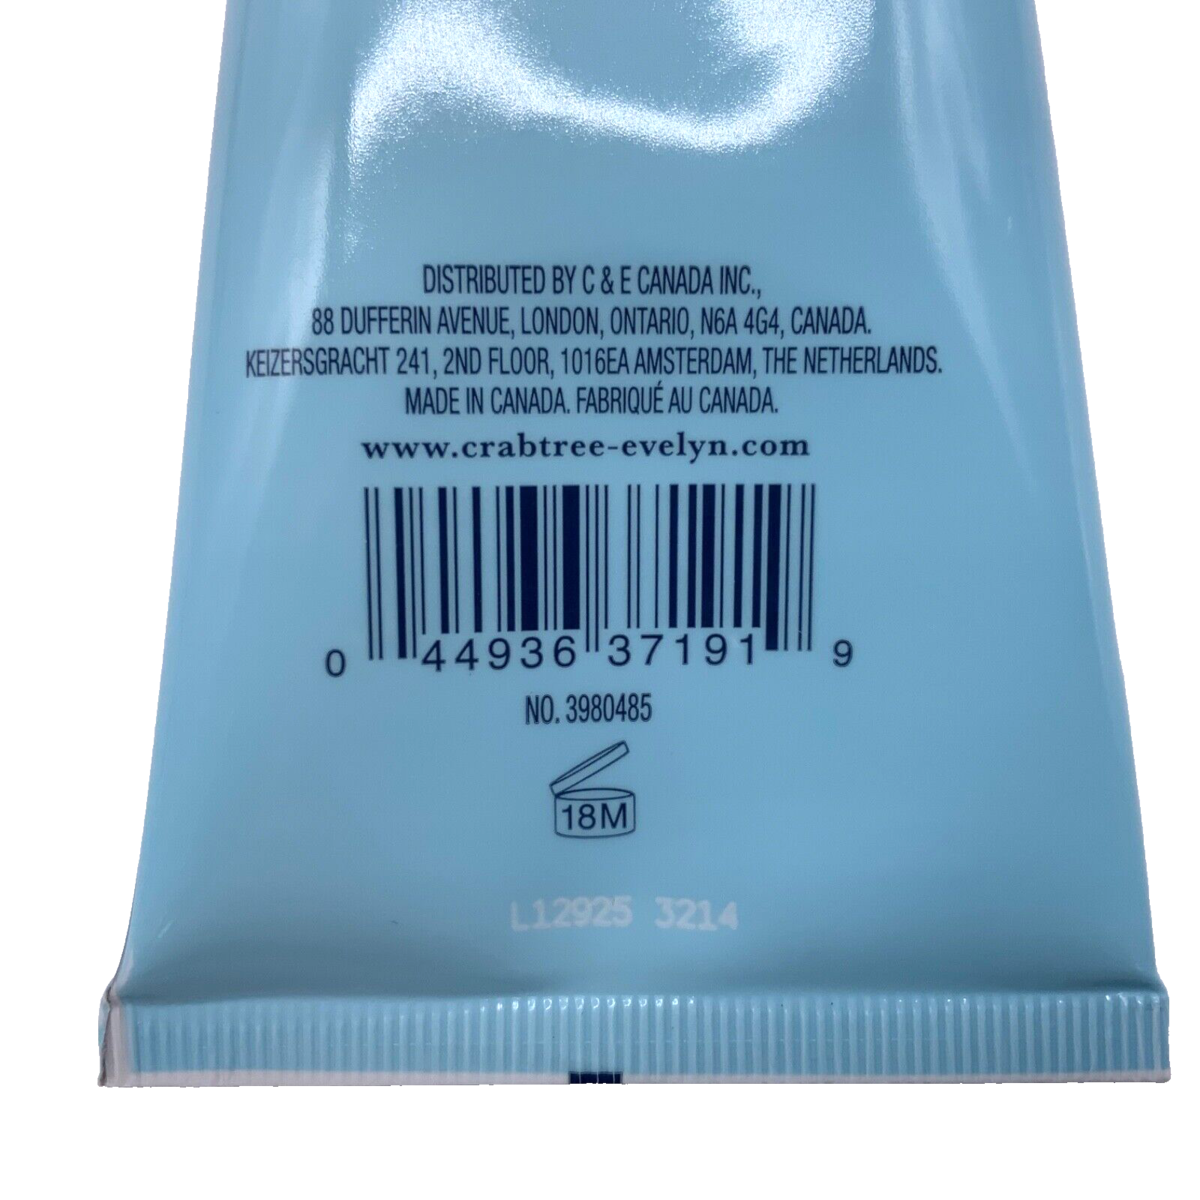 DISTRIBUTED BY C & E CANADA INC.,
88 DUFFERIN AVENUE, LONDON, ONTARIO, N6A 4G4, CANADA.
KEIZERSGRACHT 241, 2ND FLOOR, 1016EA AMSTERDAM, THE NETHERLANDS.
MADE IN CANADA. FABRIQUÉ AU CANADA.
www.crabtree-evelyn.com
0 44936 37191 9
NO. 3980485
18M
L12925 3214